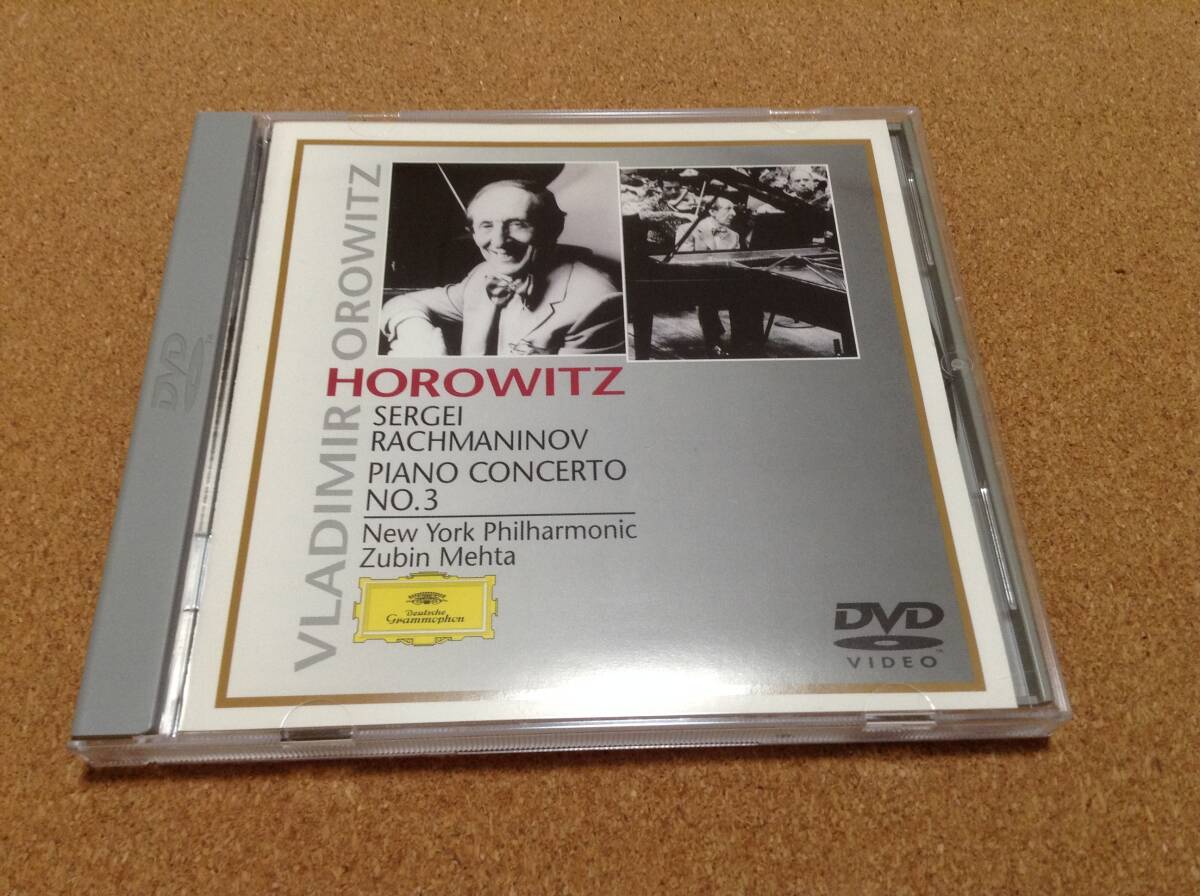 VLADIMIR HOROWITZ
HOROWITZ
SERGEI
RACHMANINOV
PIANO CONCERTO
NO.3
New York Philharmonic
Zubin Mehta
Deutsche
Grammophon
DVD
VIDEO
DVD